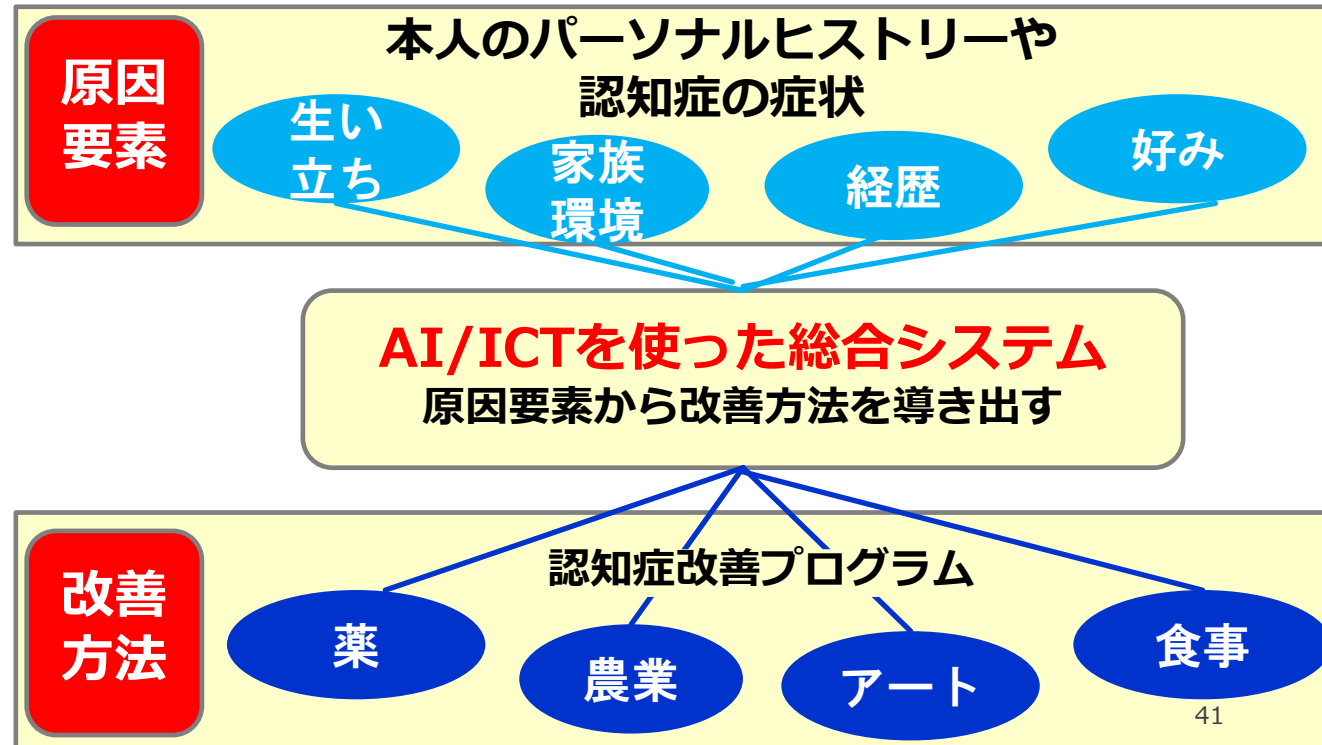 原因
要素
本人のパーソナルヒストリーや
認知症の症状
生い
立ち
家族
環境
経歴
好み
AI/ICTを使った総合システム
原因要素から改善方法を導き出す
改善
方法
認知症改善プログラム
薬
農業
アート
食事
41